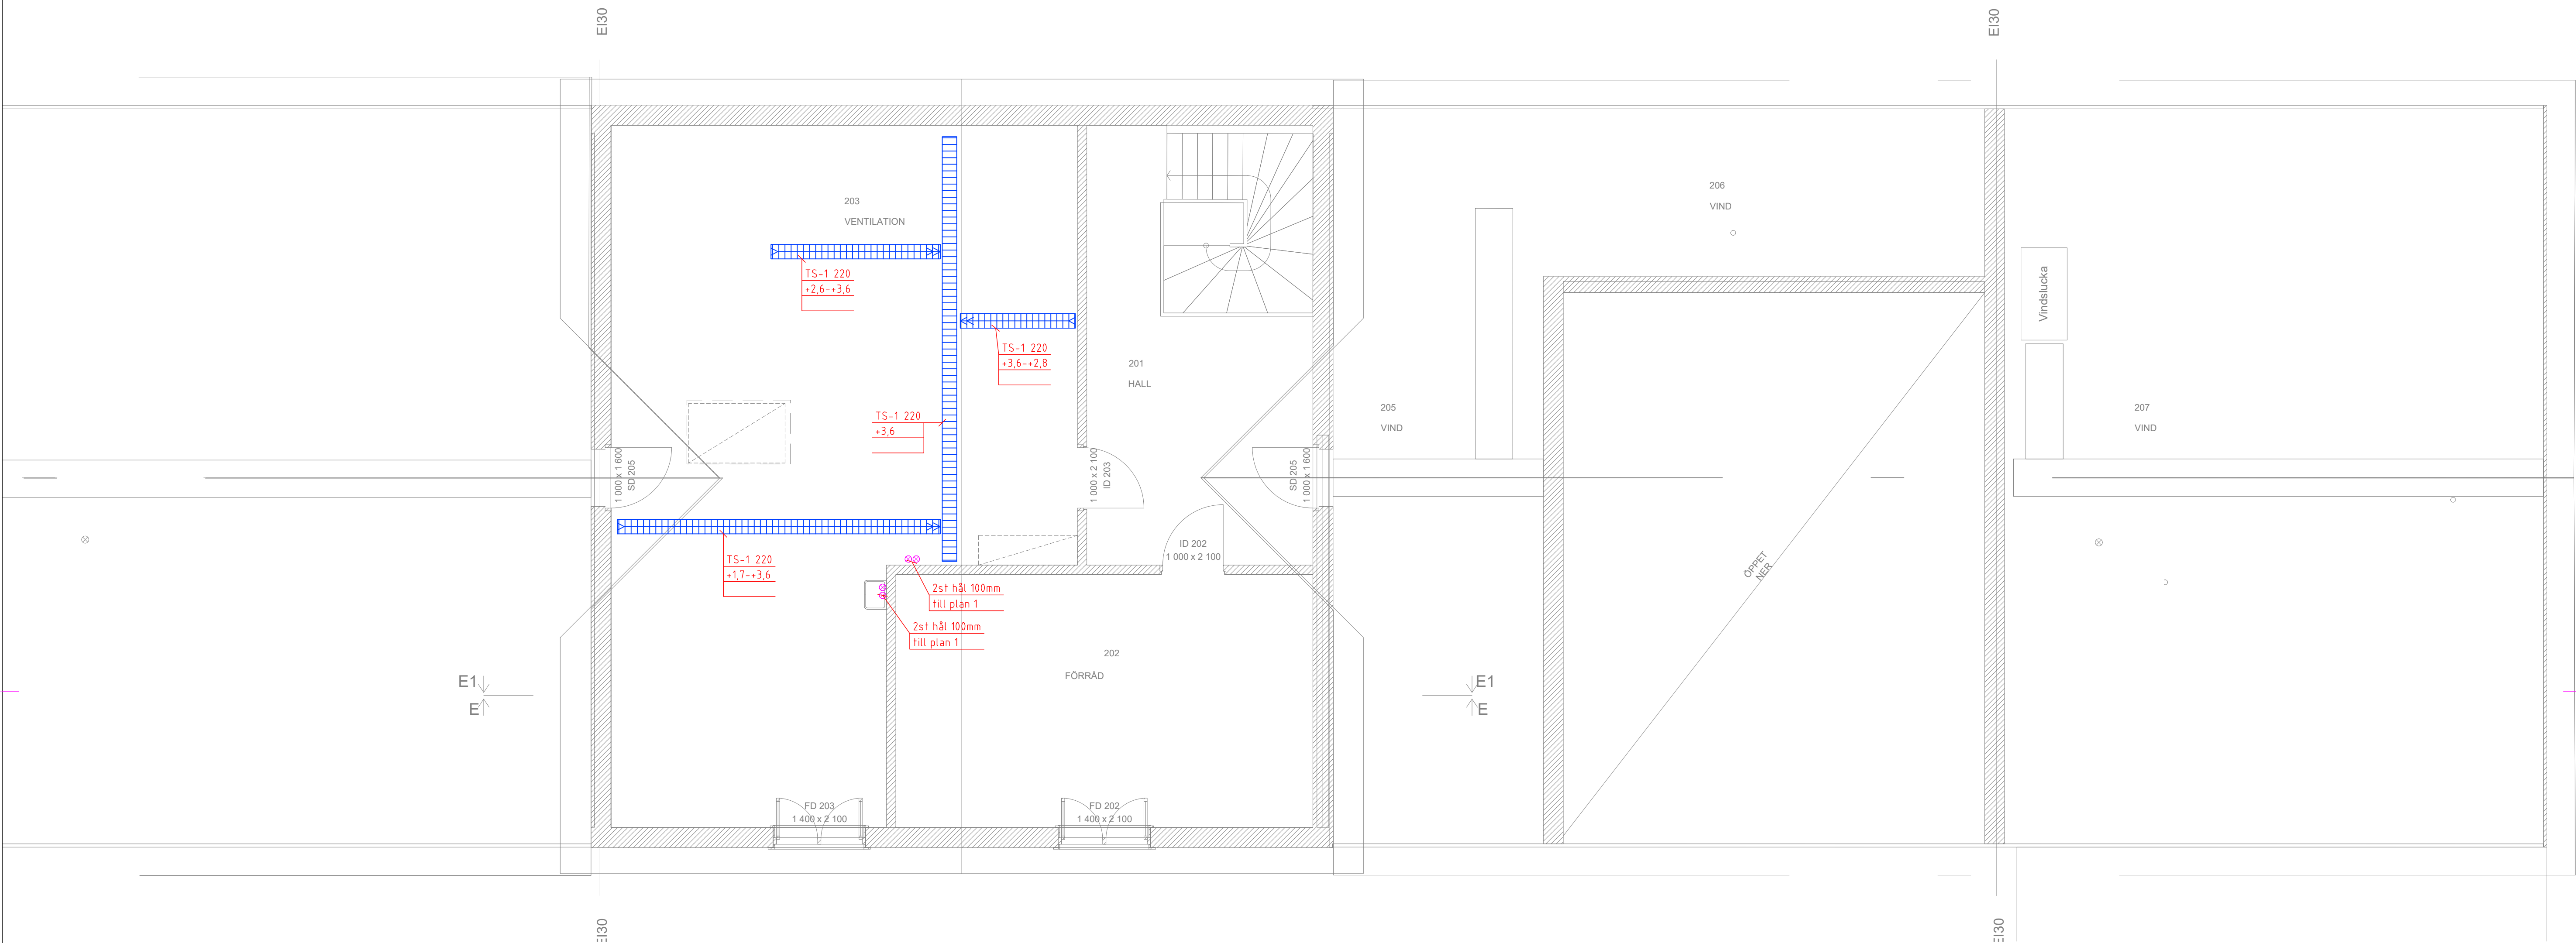 EI30
EI30
203
VENTILATION
206
VIND
TS-1 220
+2,6-+3,6
Vindslucka
TS-1 220
+3,6-+2,8
201
HALL
TS-1 220
+3,6
205
VIND
207
VIND
1 000 x 1 600
SD 205
1 000 x 2 100
ID 203
SD 205
1 000 x 1 600
ID 202
1 000 x 2 100
TS-1 220
+1,7-+3,6
ÖPPET
NER
2st hål 100mm
till plan 1
2st hål 100mm
till plan 1
202
FÖRRÅD
E1
E
E1
E
FD 203
1 400 x 2 100
FD 202
1 400 x 2 100
EI30
EI30